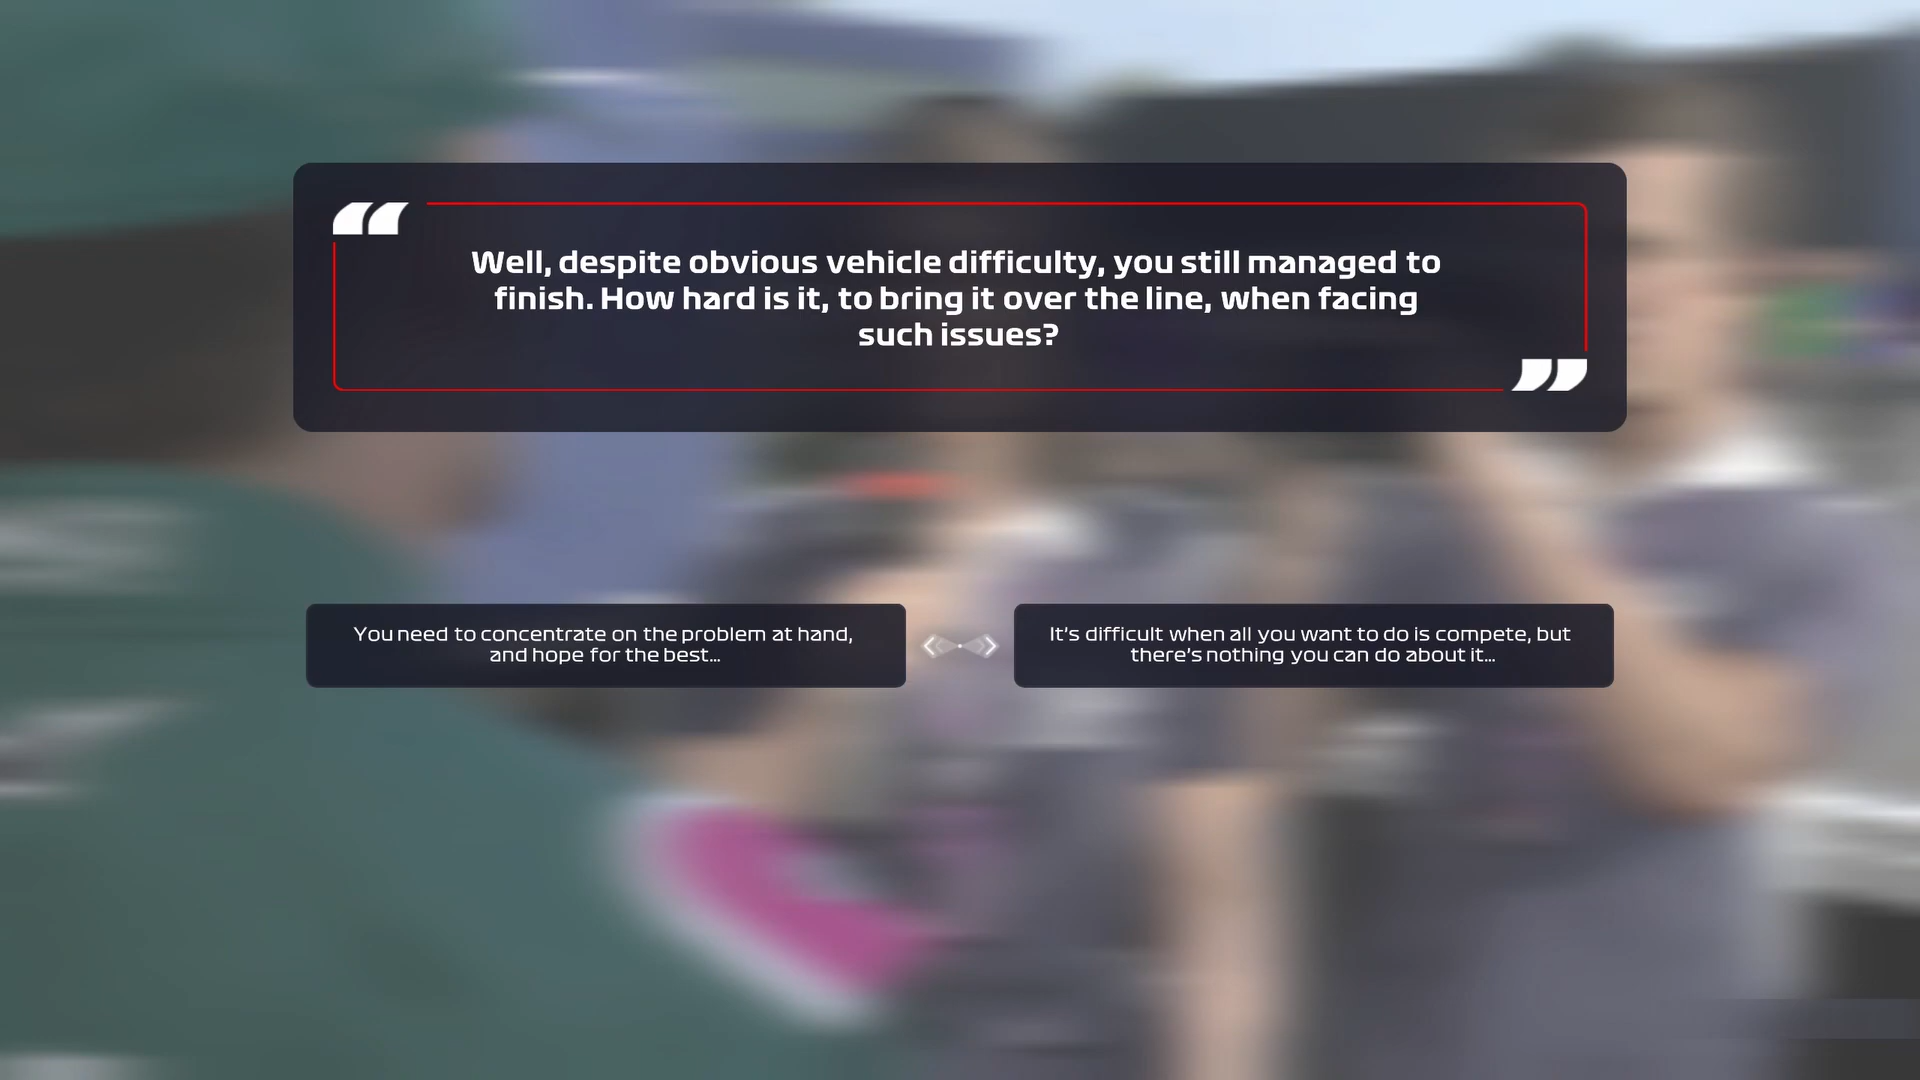 Well, despite obvious vehicle difficulty, you still managed to
finish. How hard is it, to bring it over the line, when facing
such issues?
You need to concentrate on the problem at hand,
and hope for the best...
It's difficult when all you want to do is compete, but
there's nothing you can do about it...